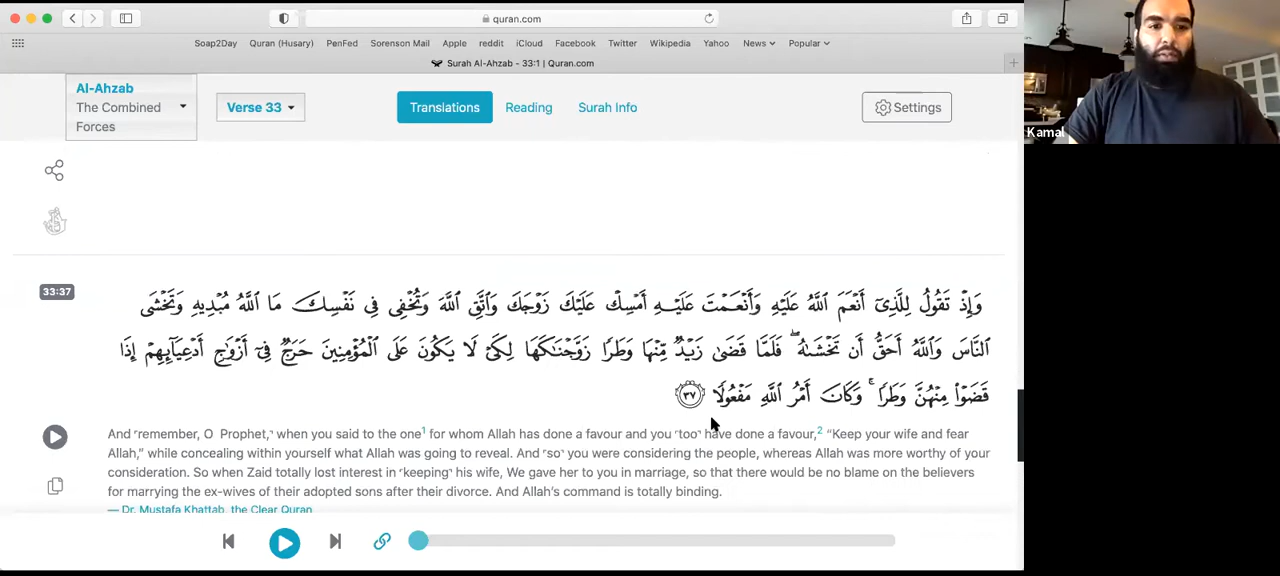 quran.com
Soap2Day Quran (Husary) PenFed Sorenson Mail Apple reddit iCloud Facebook Twitter Wikipedia Yahoo News Popular
Surah Al-Ahzab - 33:1 | Quran.com
Al-Ahzab
The Combined
Forces
Verse 33
Translations
Reading
Surah Info
Settings
Kamal
33:37
وَإِذْ تَقُولُ لِلَّذِىٓ أَنْعَمَ ٱللَّهُ عَلَيْهِ وَأَنْعَمْتَ عَلَيْهِ أَمْسِكْ عَلَيْكَ زَوْجَكَ وَٱتَّقِ ٱللَّهَ وَتُخْفِى فِى نَفْسِكَ مَا ٱللَّهُ مُبْدِيهِ وَتَخْشَى
ٱلنَّاسَ وَٱللَّهُ أَحَقُّ أَن تَخْشَىٰهُ ۖ فَلَمَّا قَضَىٰ زَيْدٌ مِّنْهَا وَطَرًا زَوَّجْنَـٰكَهَا لِكَىْ لَا يَكُونَ عَلَى ٱلْمُؤْمِنِينَ حَرَجٌ فِىٓ أَزْوَٰجِ أَدْعِيَآئِهِمْ إِذَا
قَضَوْا۟ مِنْهُنَّ وَطَرًا ۚ وَكَانَ أَمْرُ ٱللَّهِ مَفْعُولًا ٣٧
And ˹remember, O Prophet,˺ when you said to the one1 for whom Allah has done a favour and you ˹too˺ have done a favour,2 “Keep your wife and fear
Allah,” while concealing within yourself what Allah was going to reveal. And ˹so˺ you were considering the people, whereas Allah was more worthy of your
consideration. So when Zaid totally lost interest in ˹keeping˺ his wife, We gave her to you in marriage, so that there would be no blame on the believers
for marrying the ex-wives of their adopted sons after their divorce. And Allah’s command is totally binding.
— Dr. Mustafa Khattab, the Clear Quran